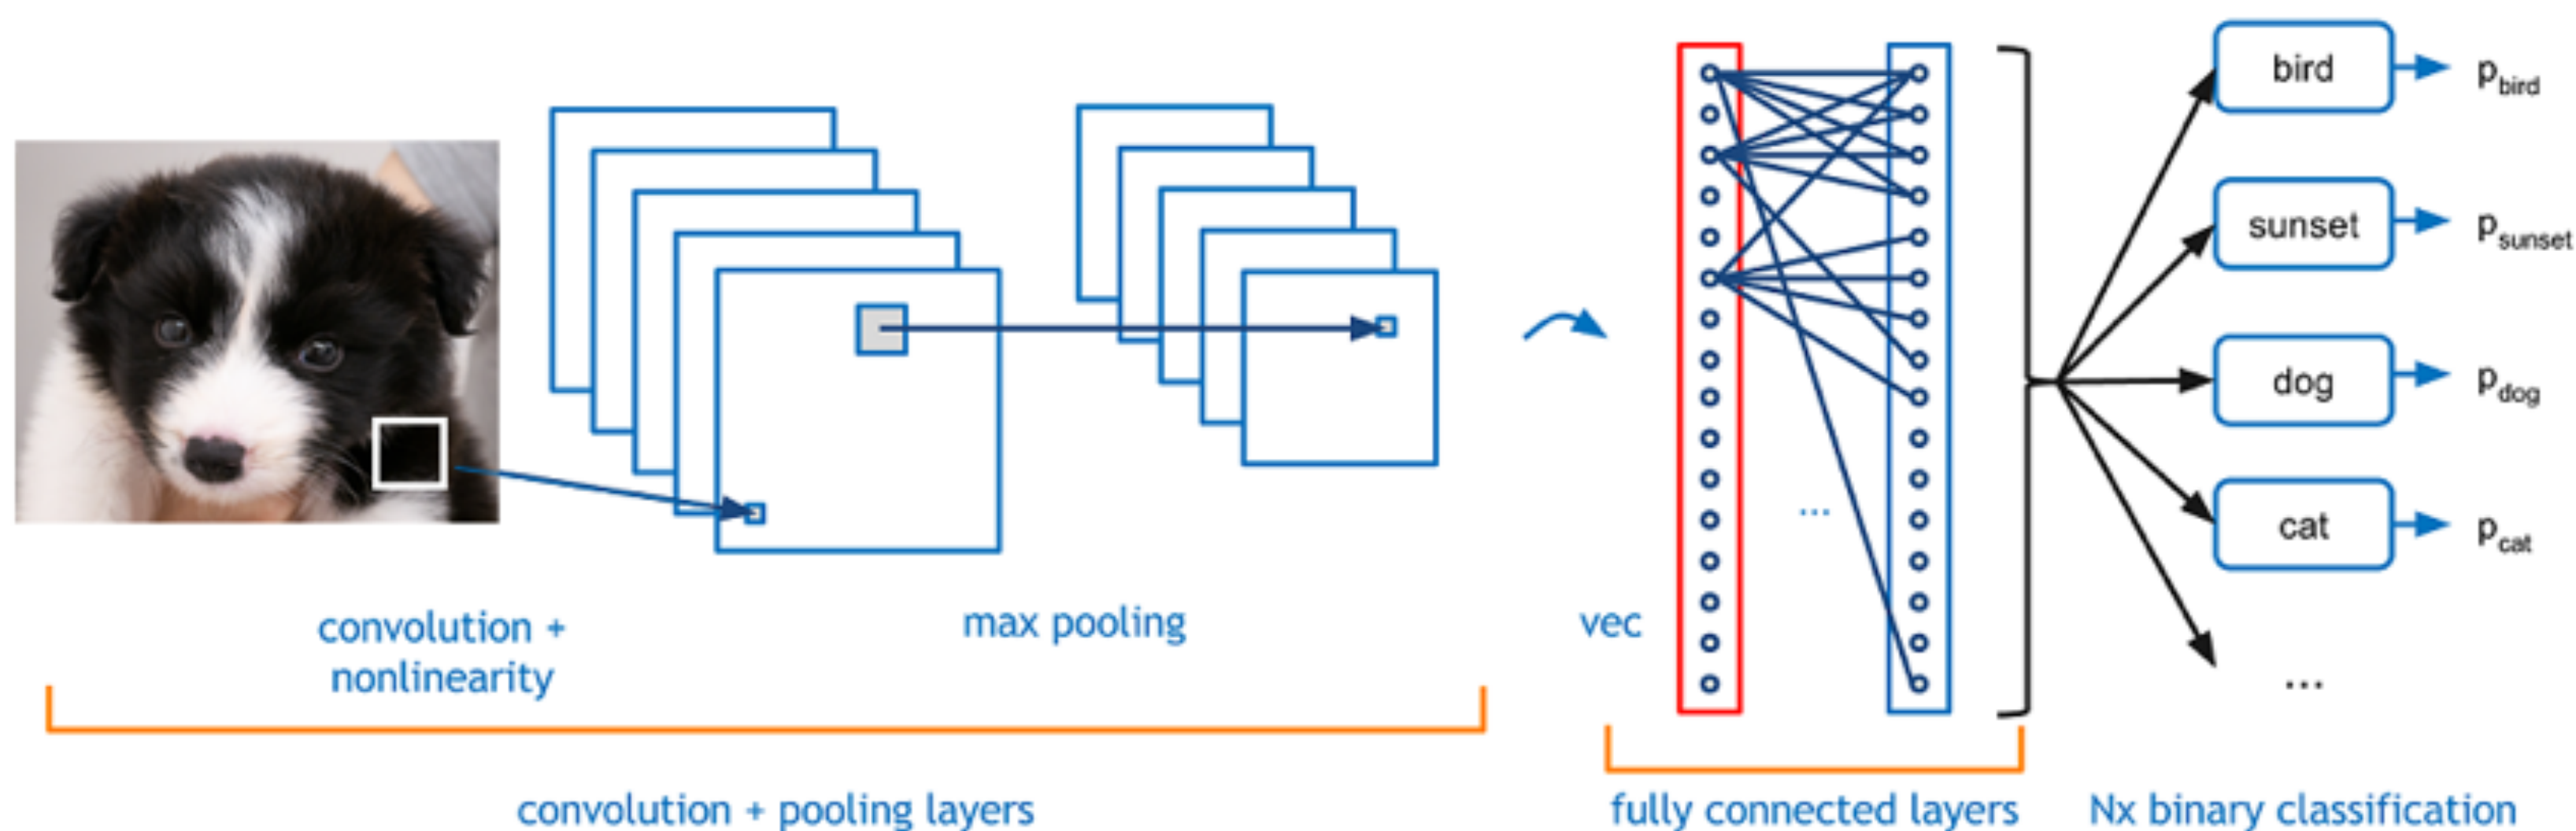 bird
p_bird
sunset
p_sunset
dog
p_dog
cat
p_cat
...
...
convolution +
nonlinearity
max pooling
vec
convolution + pooling layers
fully connected layers
Nx binary classification